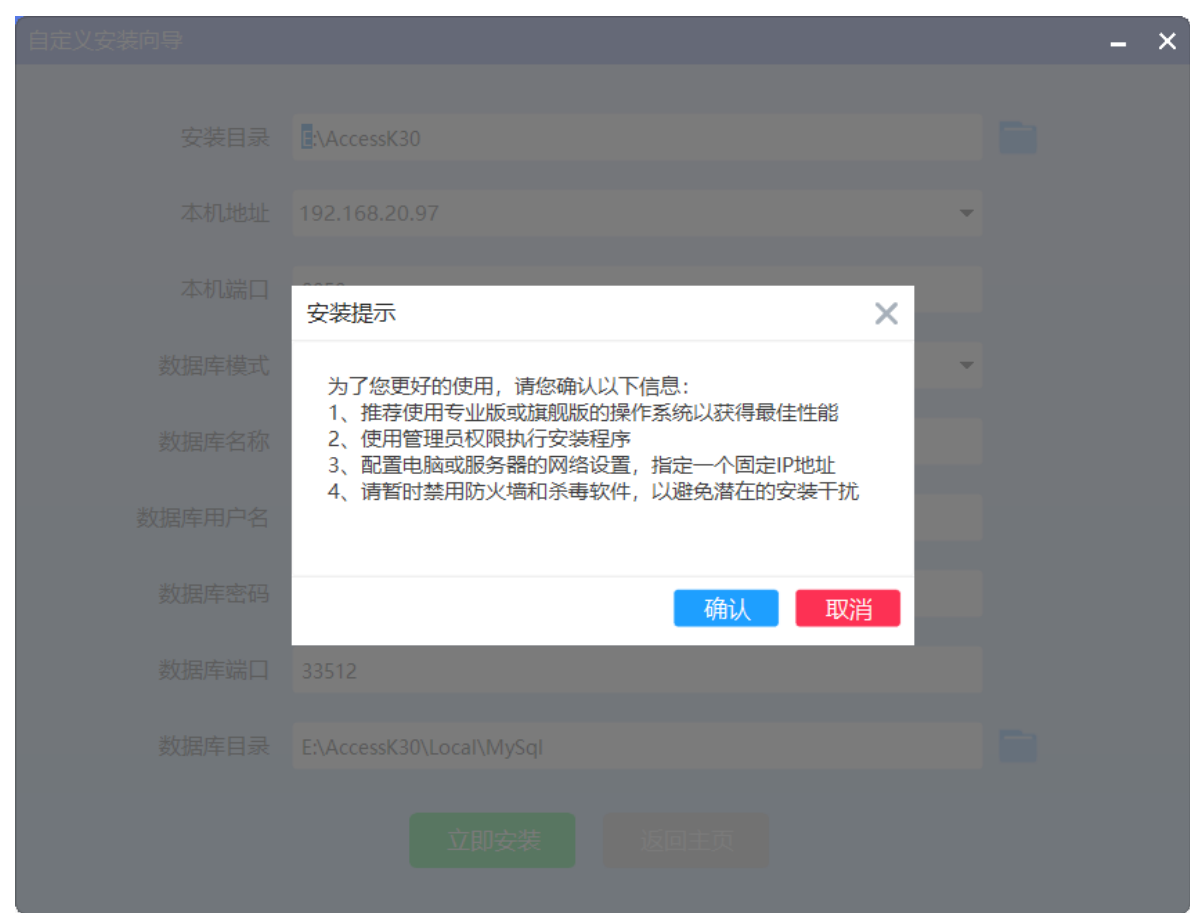 自定义安装向导
安装目录 E:\AccessK30
本机地址 192.168.20.97
本机端口
安装提示
数据库模式
为了您更好的使用，请您确认以下信息：
1、推荐使用专业版或旗舰版的操作系统以获得最佳性能
2、使用管理员权限执行安装程序
数据库名称
3、配置电脑或服务器的网络设置，指定一个固定IP地址
4、请暂时禁用防火墙和杀毒软件，以避免潜在的安装干扰
数据库用户名
数据库密码
确认 取消
数据库端口 33512
数据库目录 E:\AccessK30\Local\MySql
立即安装 返回主页